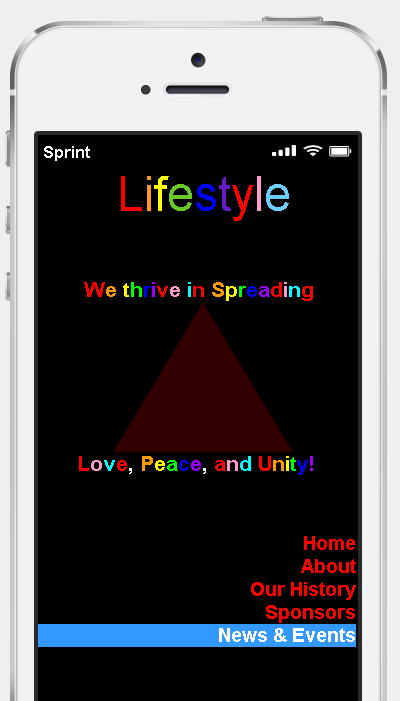 Sprint
Lifestyle
We thrive in Spreading
Love, Peace, and Unity!
Home
About
Our History
Sponsors
News & Events